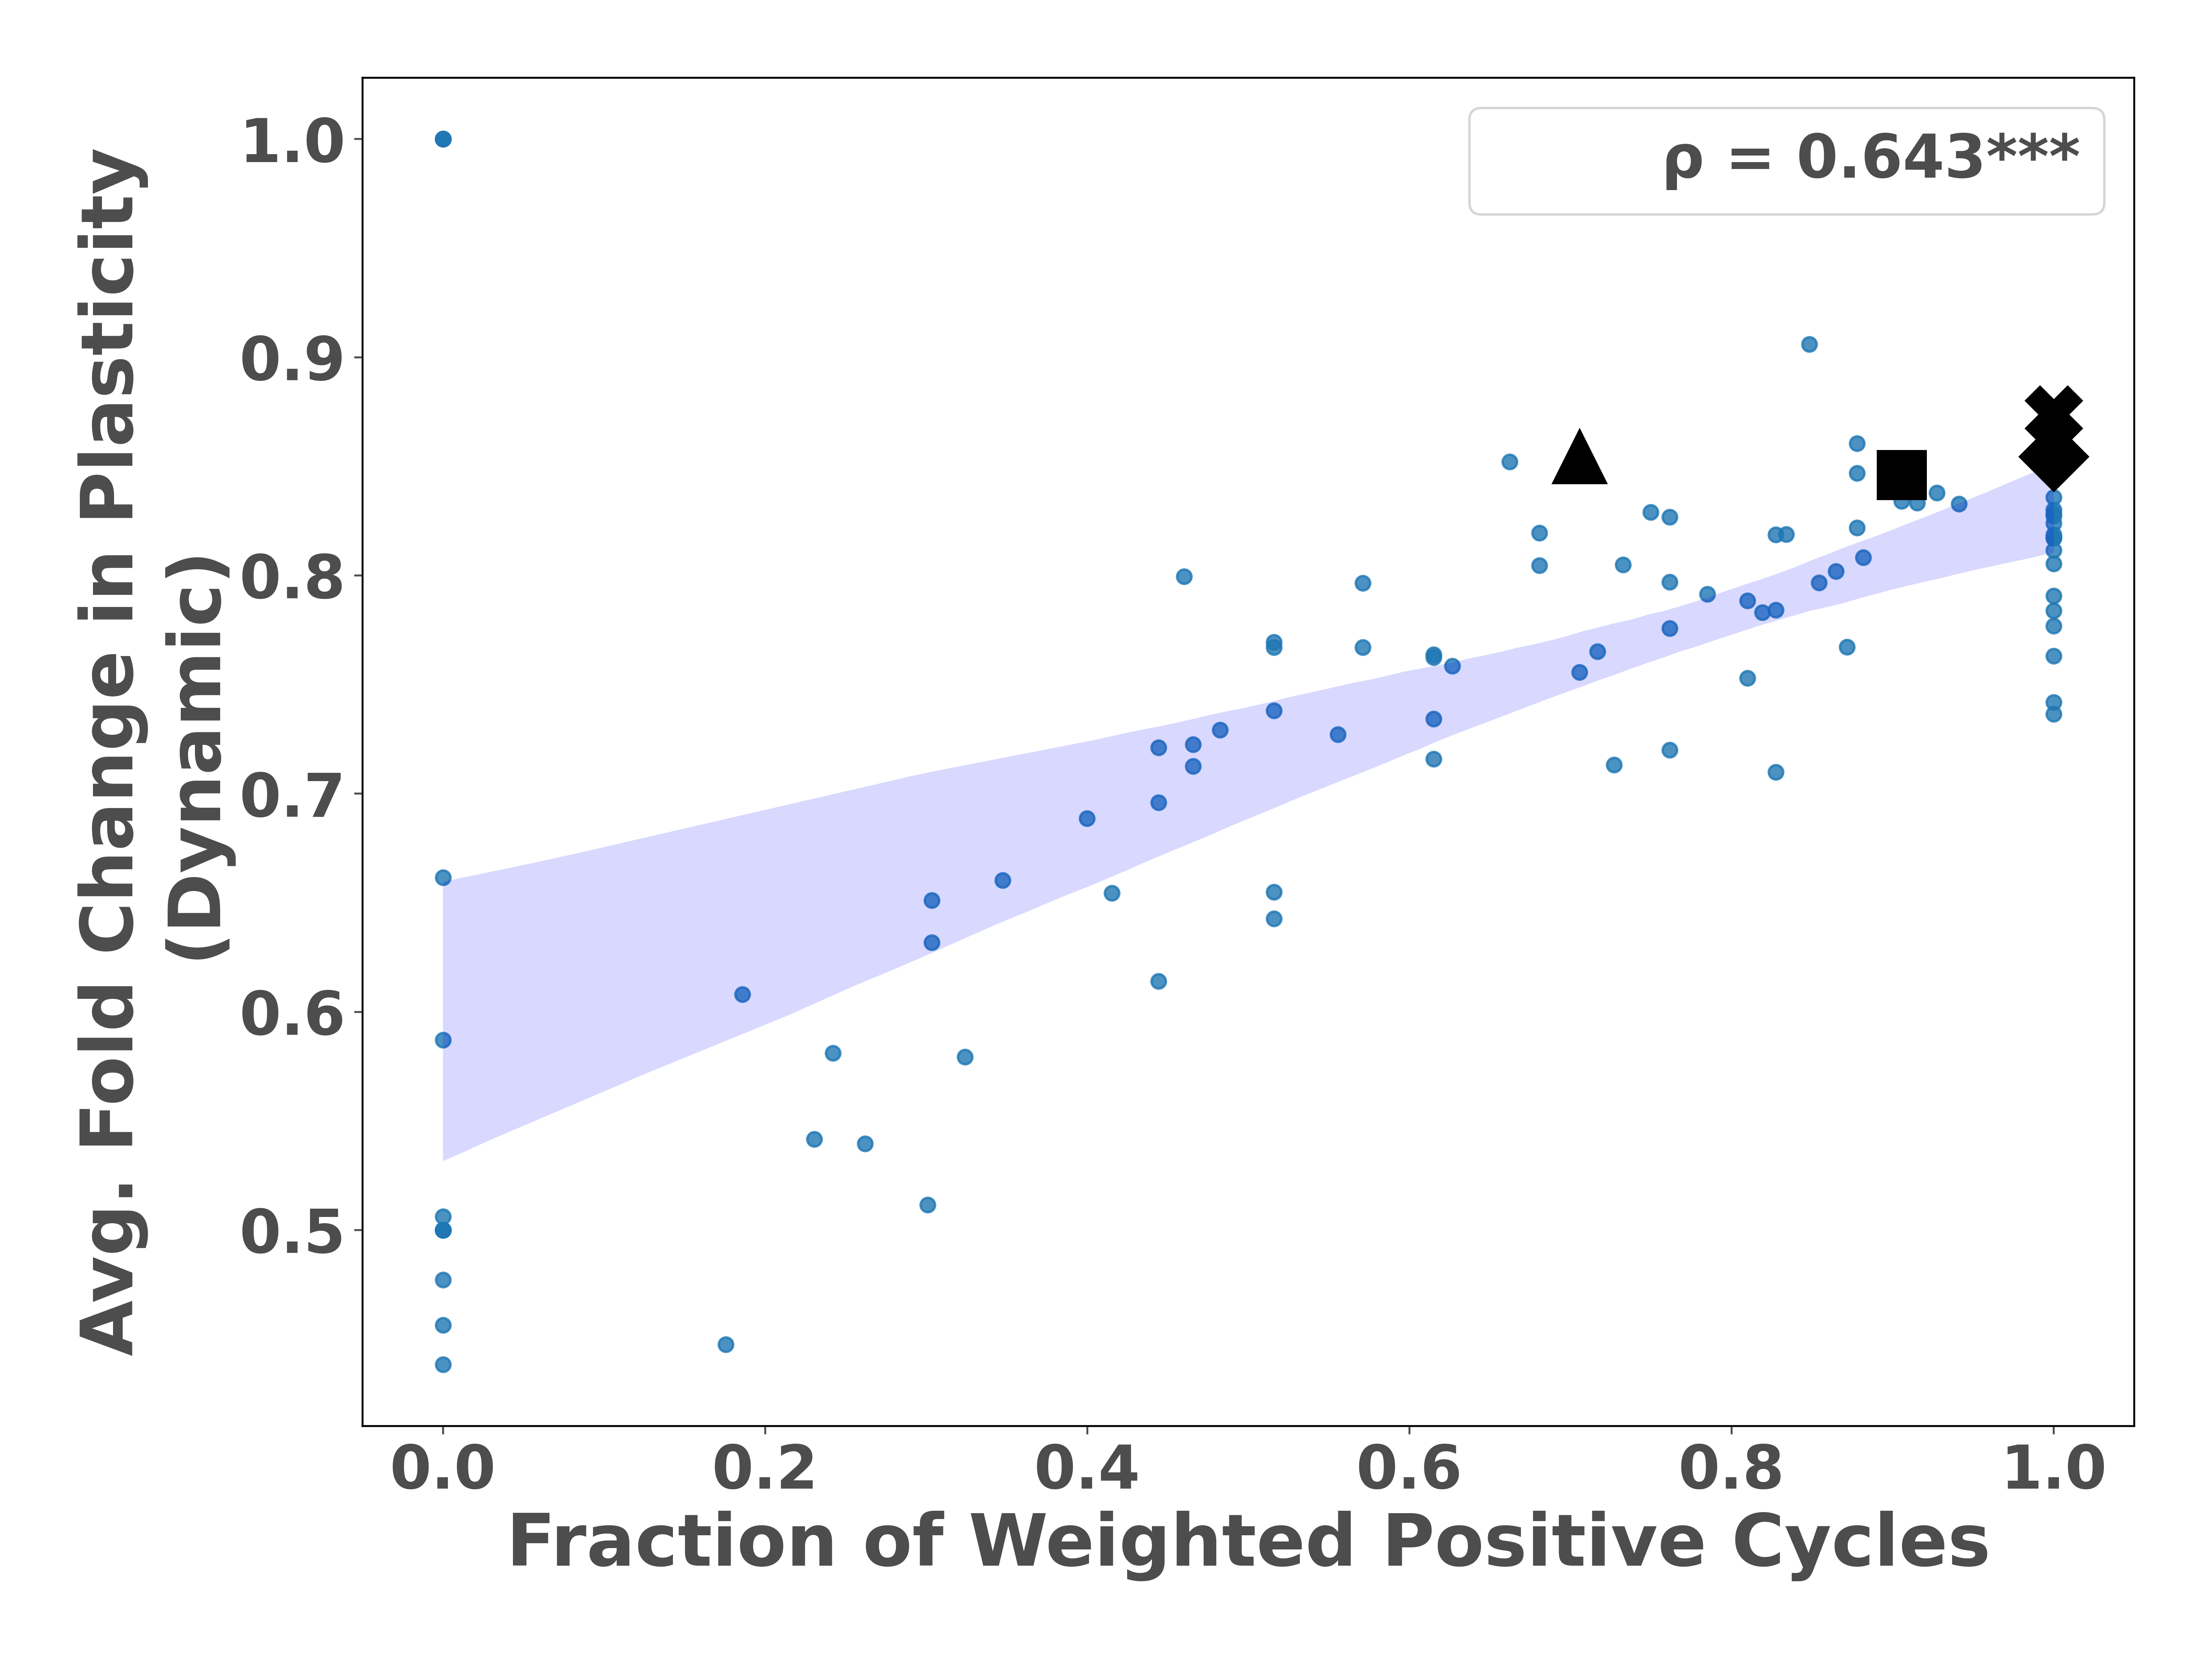 Avg. Fold Change in Plasticity
(Dynamic)
1.0
0.9
0.8
0.7
0.6
0.5
ρ = 0.643***
0.0 0.2 0.4 0.6 0.8 1.0
Fraction of Weighted Positive Cycles